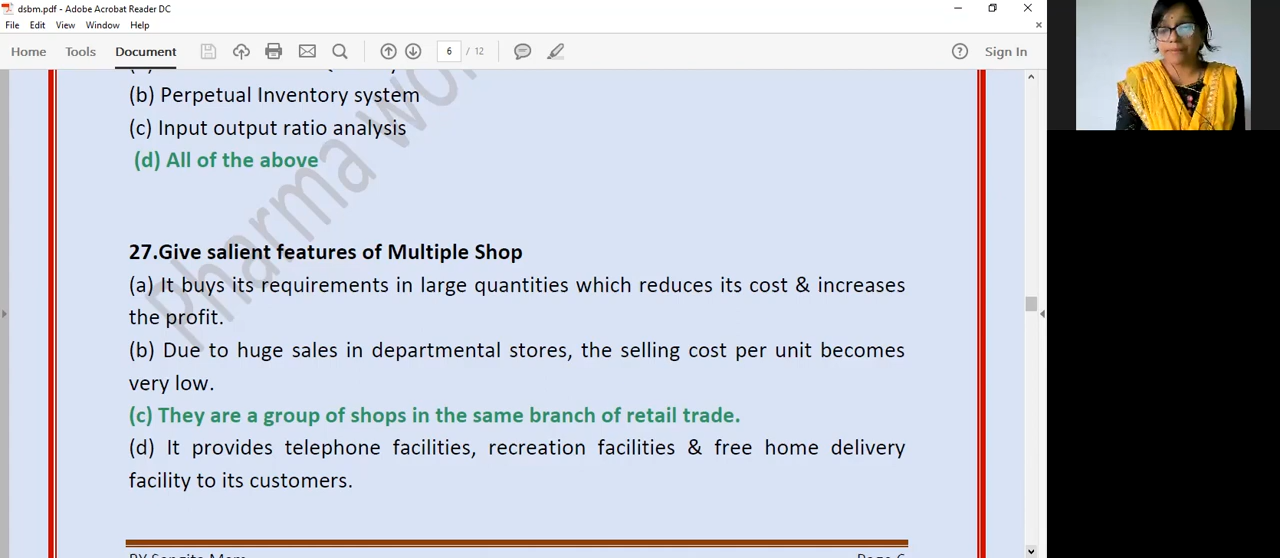 dsbm.pdf - Adobe Acrobat Reader DC
File Edit View Window Help
Home Tools Document 6 / 12 Sign In
(b) Perpetual Inventory system
(c) Input output ratio analysis
(d) All of the above
27.Give salient features of Multiple Shop
(a) It buys its requirements in large quantities which reduces its cost & increases
the profit.
(b) Due to huge sales in departmental stores, the selling cost per unit becomes
very low.
(c) They are a group of shops in the same branch of retail trade.
(d) It provides telephone facilities, recreation facilities & free home delivery
facility to its customers.
Pharma